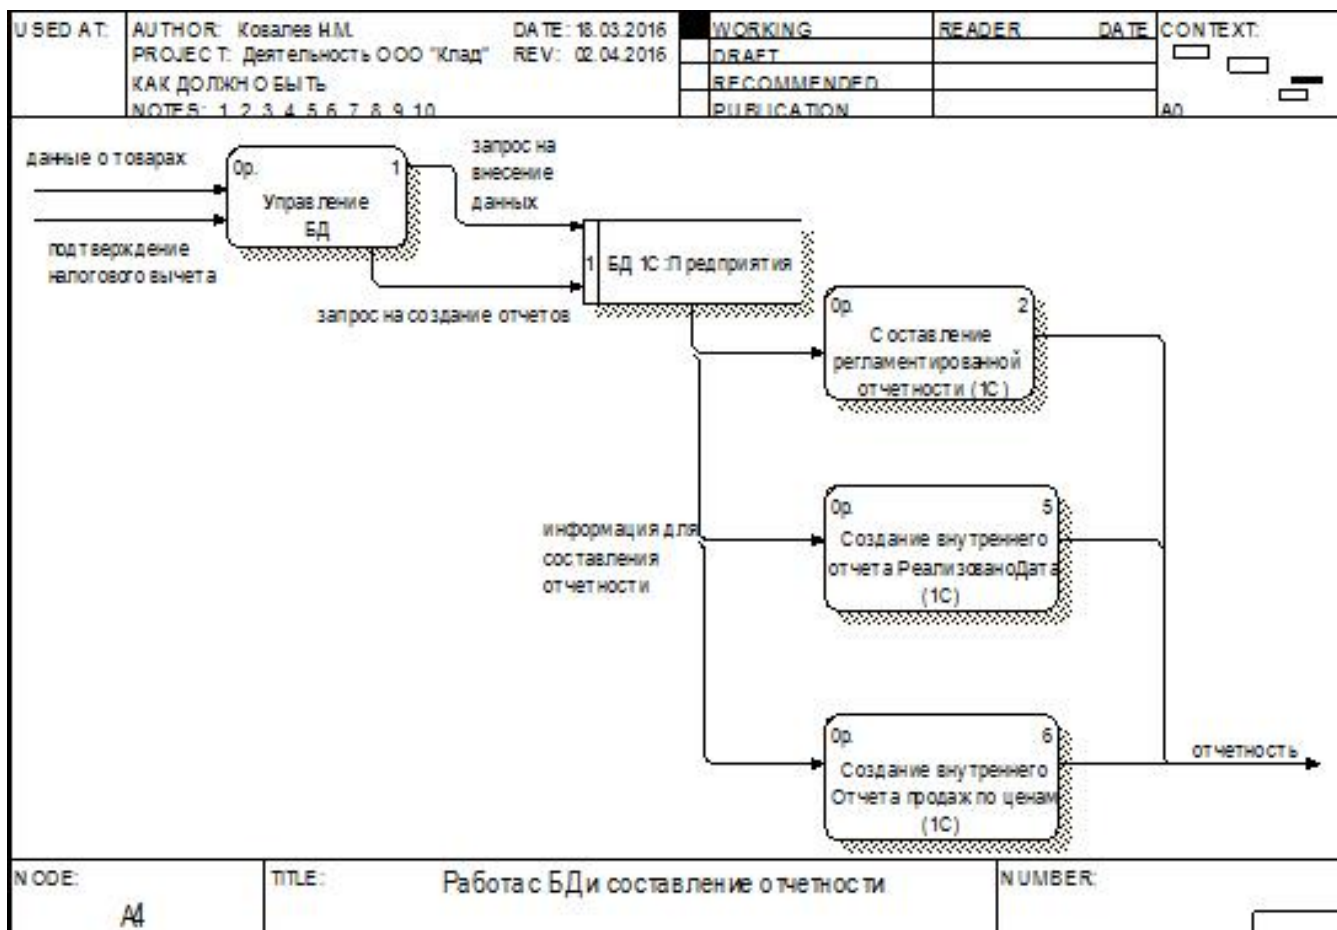 USED AT:
AUTHOR: Ковалев Н.М.
DATE: 18.03.2016
PROJECT: Деятельность ООО "Клад"
REV: 02.04.2016
КАК ДОЛЖНО БЫТЬ
NOTES: 1 2 3 4 5 6 7 8 9 10
WORKING
DRAFT
RECOMMENDED
PUBLICATION
READER
DATE
CONTEXT:
A0
данные о товарах
подтверждение
налогового вычета
0р.
1
Управление
БД
запрос на
внесение
данных
запрос на создание отчетов
1
БД 1С:Предприятия
0р.
2
Составление
регламентированной
отчетности (1С)
информация для
составления
отчетности
0р.
5
Создание внутреннего
отчета РеализованоДата
(1С)
0р.
6
Создание внутреннего
Отчета продаж по ценам
(1С)
отчетность
NODE:
A4
TITLE:
Работа с БД и составление отчетности
NUMBER: